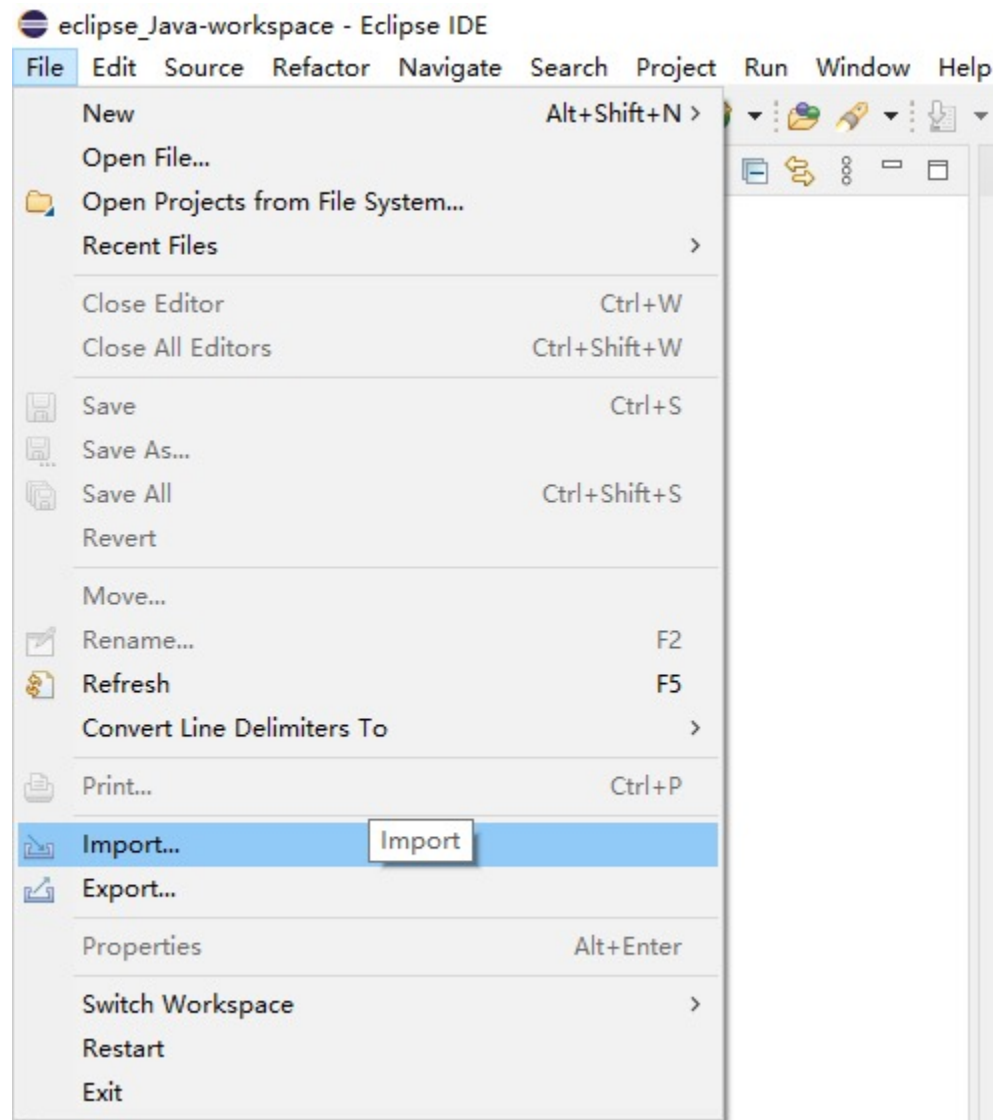 eclipse_Java-workspace - Eclipse IDE
File Edit Source Refactor Navigate Search Project Run Window Help
New Alt+Shift+N >
Open File...
Open Projects from File System...
Recent Files >
Close Editor Ctrl+W
Close All Editors Ctrl+Shift+W
Save Ctrl+S
Save As...
Save All Ctrl+Shift+S
Revert
Move...
Rename... F2
Refresh F5
Convert Line Delimiters To >
Print... Ctrl+P
Import... Import
Export...
Properties Alt+Enter
Switch Workspace >
Restart
Exit